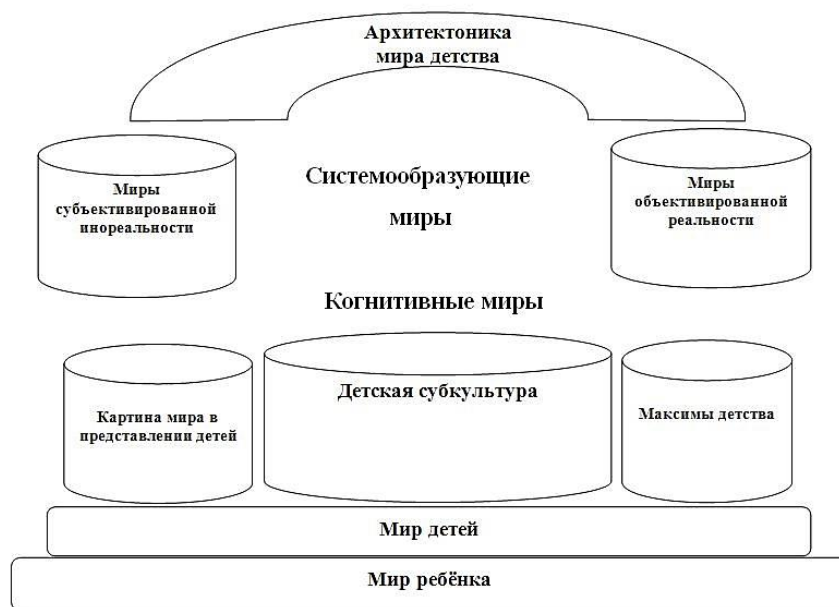 Архитектоника
мира детства
Миры
субъективированной
инореальности
Системообразующие
миры
Миры
объективированной
реальности
Когнитивные миры
Картина мира в
представлении детей
Детская субкультура
Максимы детства
Мир детей
Мир ребёнка